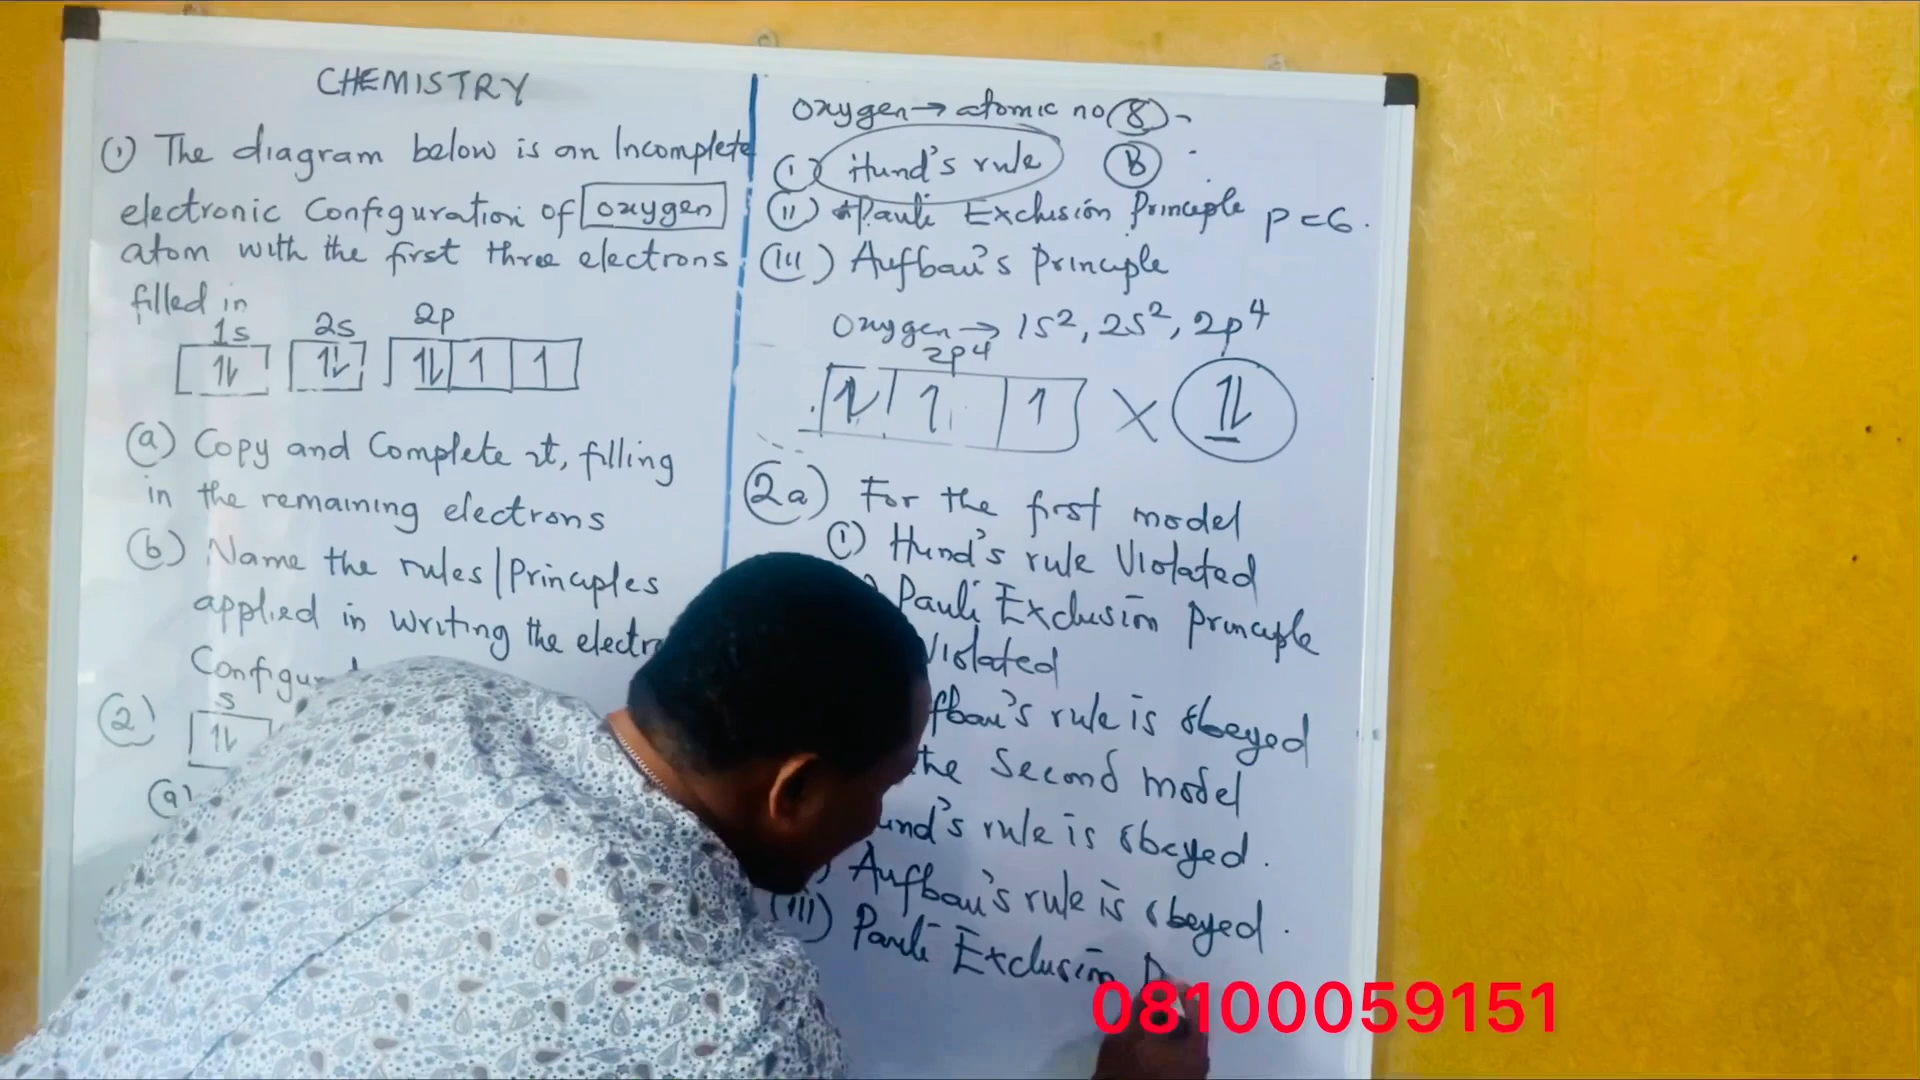 CHEMISTRY
(1) The diagram below is an Incomplete
electronic Configuration of oxygen
atom with the first three electrons
filled in
1s 2s 2p
1⇂ 1⇂ 1⇂ 1 1
(a) Copy and Complete it, filling
in the remaining electrons
(b) Name the rules/Principles
applied in writing the electr
Configu
(2) s
1⇂
(a)
Oxygen → atomic no 8
(i) Hund's rule B
(ii) Pauli Exclusion Principle p = 6.
(iii) Aufbau's Principle
Oxygen → 1s², 2s², 2p⁴
2p4
1⇂ 1 1 X 1⇂
(2a) For the first model
(i) Hund's rule Violated
) Pauli Exclusion Principle
Violated
fbau's rule is obeyed
the Second model
und's rule is obeyed.
) Aufbau's rule is obeyed.
(iii) Pauli Exclusion P
08100059151